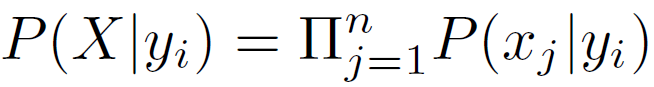 P(X|y_i) = Π_{j=1}^{n} P(x_j|y_i)